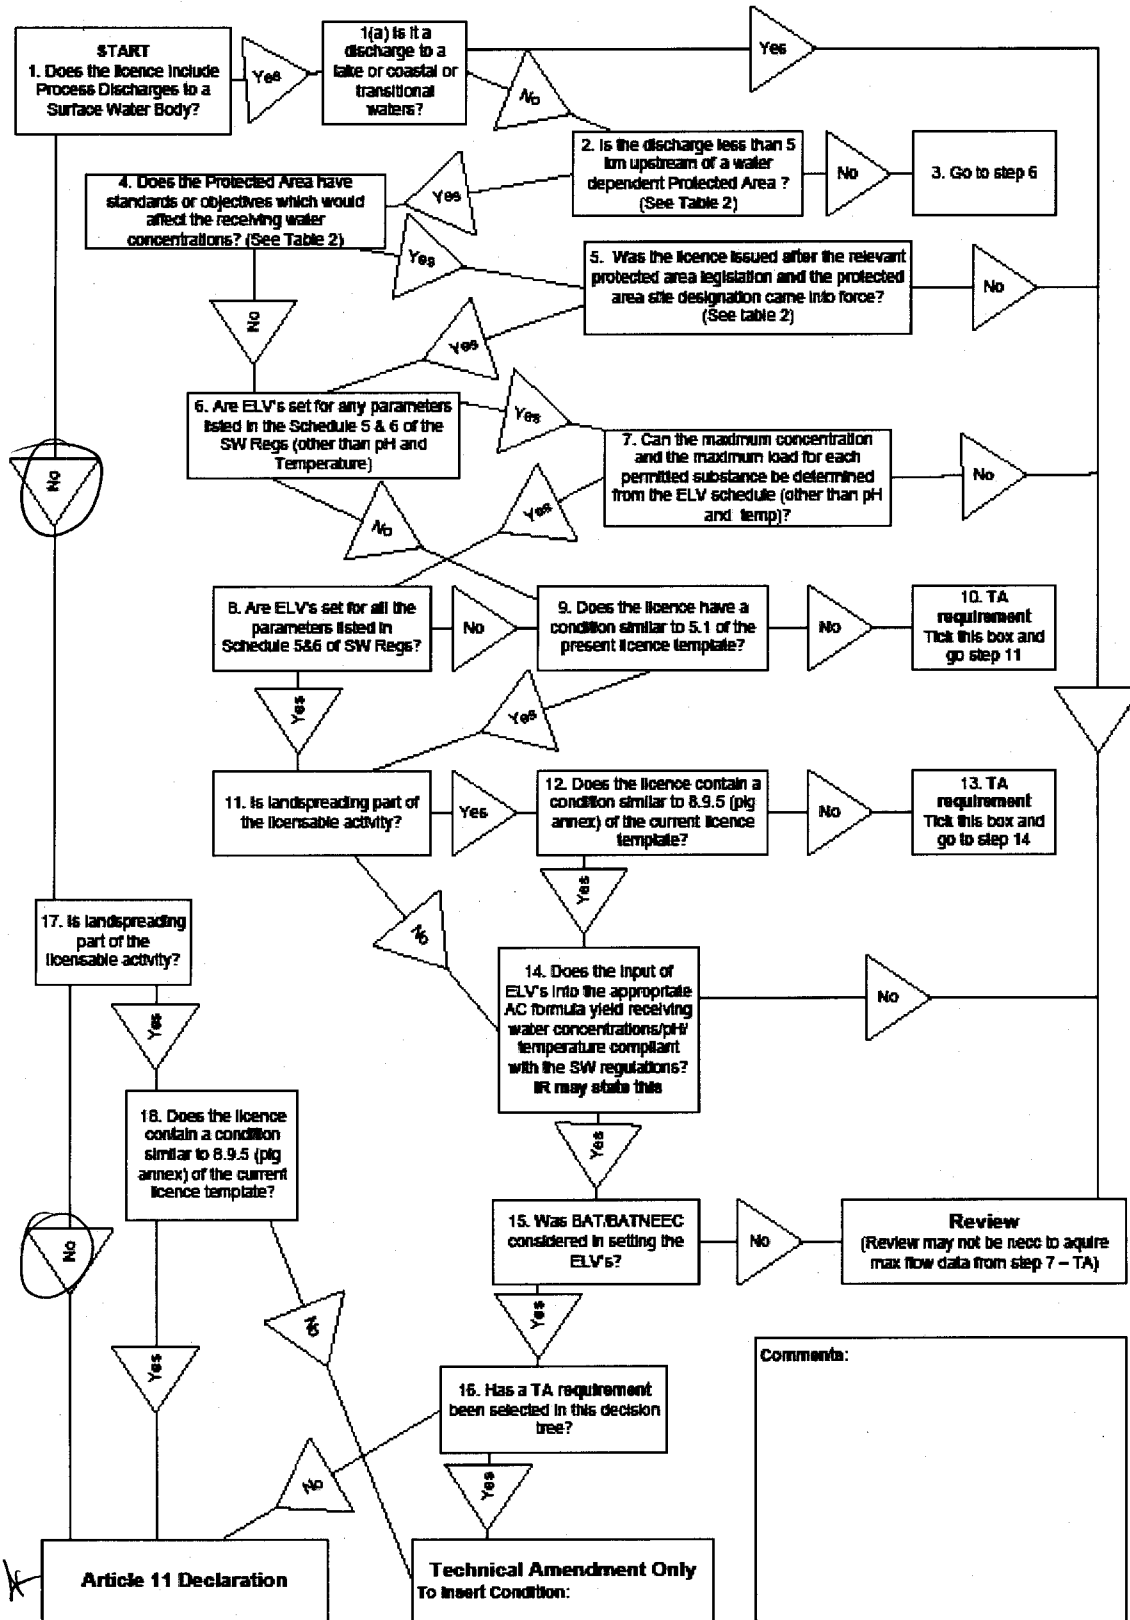 START
1. Does the licence include
Process Discharges to a
Surface Water Body?
Yes
1(a) Is it a
discharge to a
lake or coastal or
transitional
waters?
Yes
No
2. Is the discharge less than 5
km upstream of a water
dependent Protected Area ?
(See Table 2)
No
3. Go to step 6
Yes
4. Does the Protected Area have
standards or objectives which would
affect the receiving water
concentrations? (See Table 2)
Yes
No
5. Was the licence issued after the relevant
protected area legislation and the protected
area site designation came into force?
(See table 2)
No
Yes
6. Are ELV's set for any parameters
listed in the Schedule 5 & 6 of the
SW Regs (other than pH and
Temperature)
Yes
No
7. Can the maximum concentration
and the maximum load for each
permitted substance be determined
from the ELV schedule (other than pH
and temp)?
No
Yes
No
8. Are ELV's set for all the
parameters listed in
Schedule 5&6 of SW Regs?
No
9. Does the licence have a
condition similar to 5.1 of the
present licence template?
No
10. TA
requirement
Tick this box and
go step 11
Yes
Yes
11. Is landspreading part of
the licensable activity?
Yes
12. Does the licence contain a
condition similar to 8.9.5 (pig
annex) of the current licence
template?
No
13. TA
requirement
Tick this box and
go to step 14
Yes
No
17. Is landspreading
part of the
licensable activity?
Yes
14. Does the input of
ELV's into the appropriate
AC formula yield receiving
water concentrations/pH/
temperature compliant
with the SW regulations?
IR may state this
No
Yes
18. Does the licence
contain a condition
similar to 8.9.5 (pig
annex) of the current
licence template?
No
15. Was BAT/BATNEEC
considered in setting the
ELV's?
No
Review
(Review may not be necc to aquire
max flow data from step 7 – TA)
Yes
No
Yes
16. Has a TA requirement
been selected in this decision
tree?
No
Yes
Comments:
Article 11 Declaration
Technical Amendment Only
To Insert Condition: